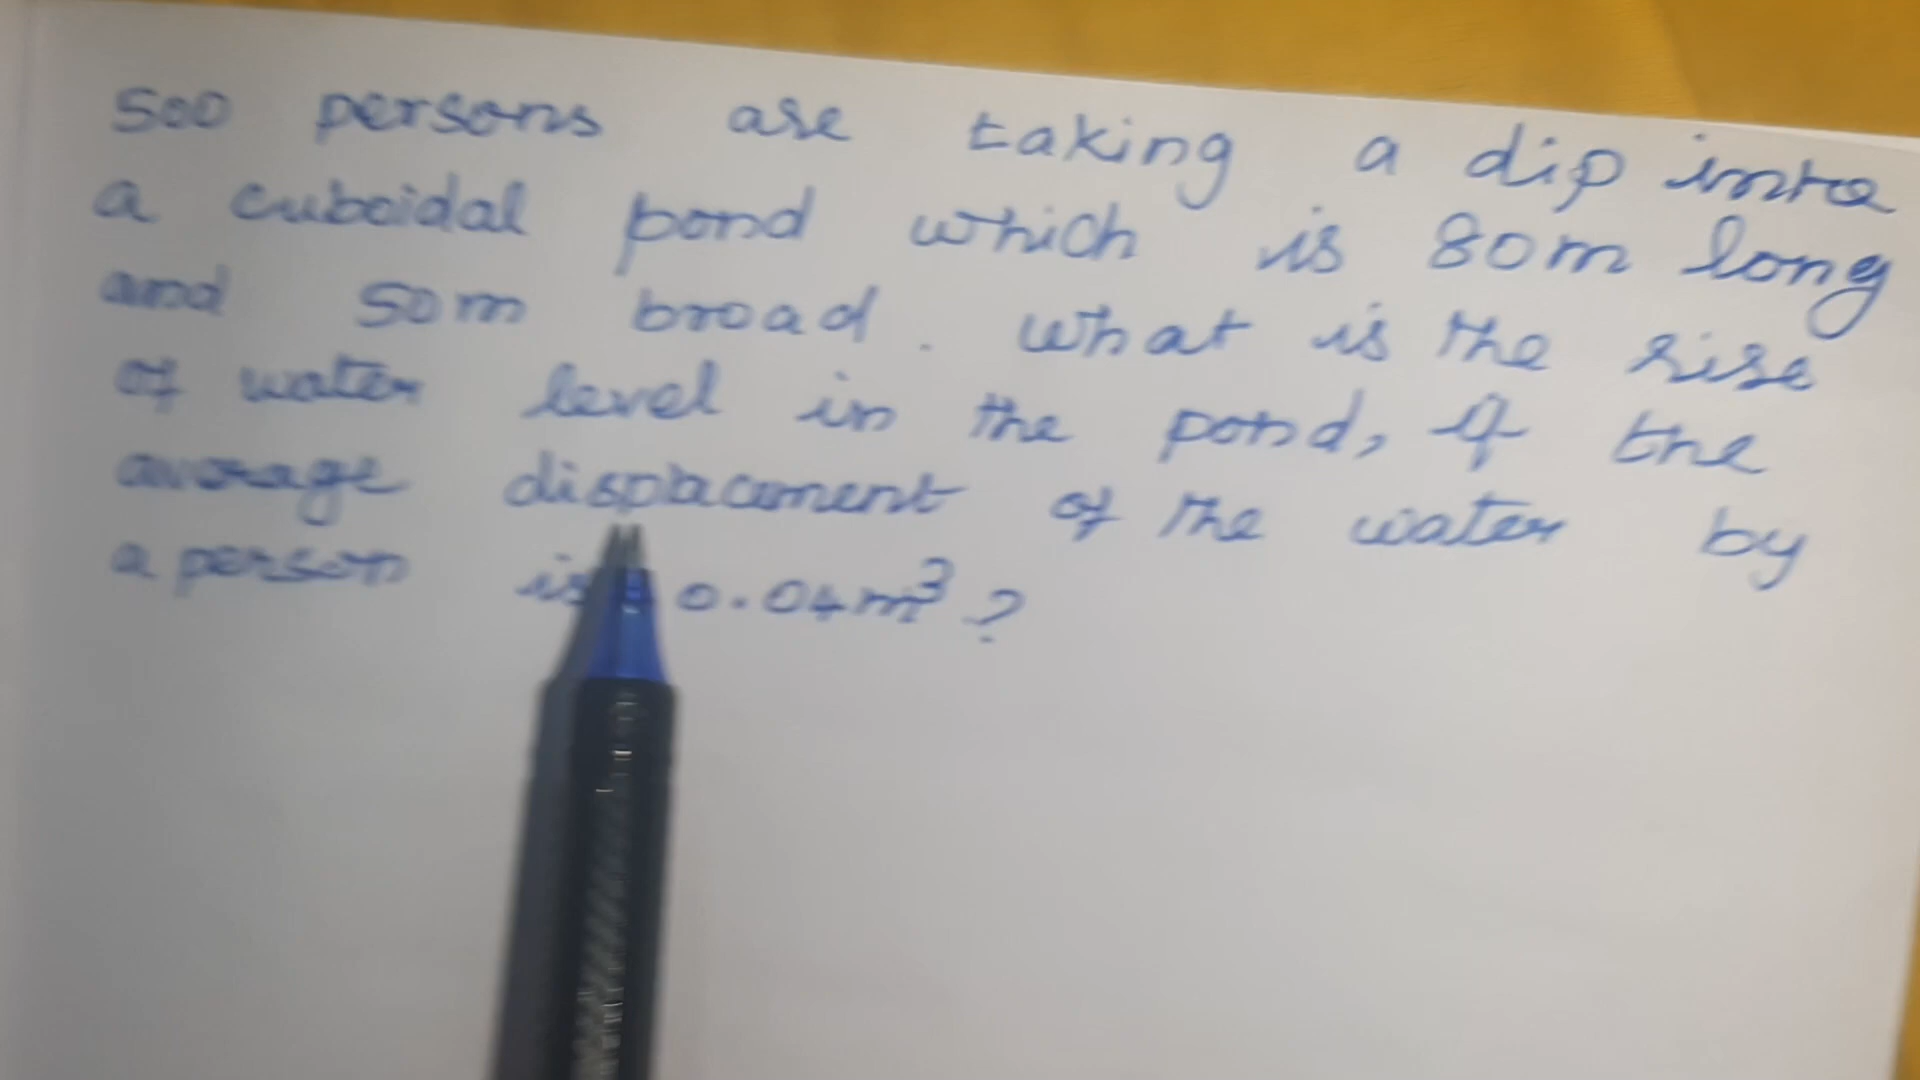 500 persons are taking a dip into
a cuboidal pond which is 80m long
and 50m broad. What is the rise
of water level in the pond, if the
average displacement of the water by
a person is 0.04m³?